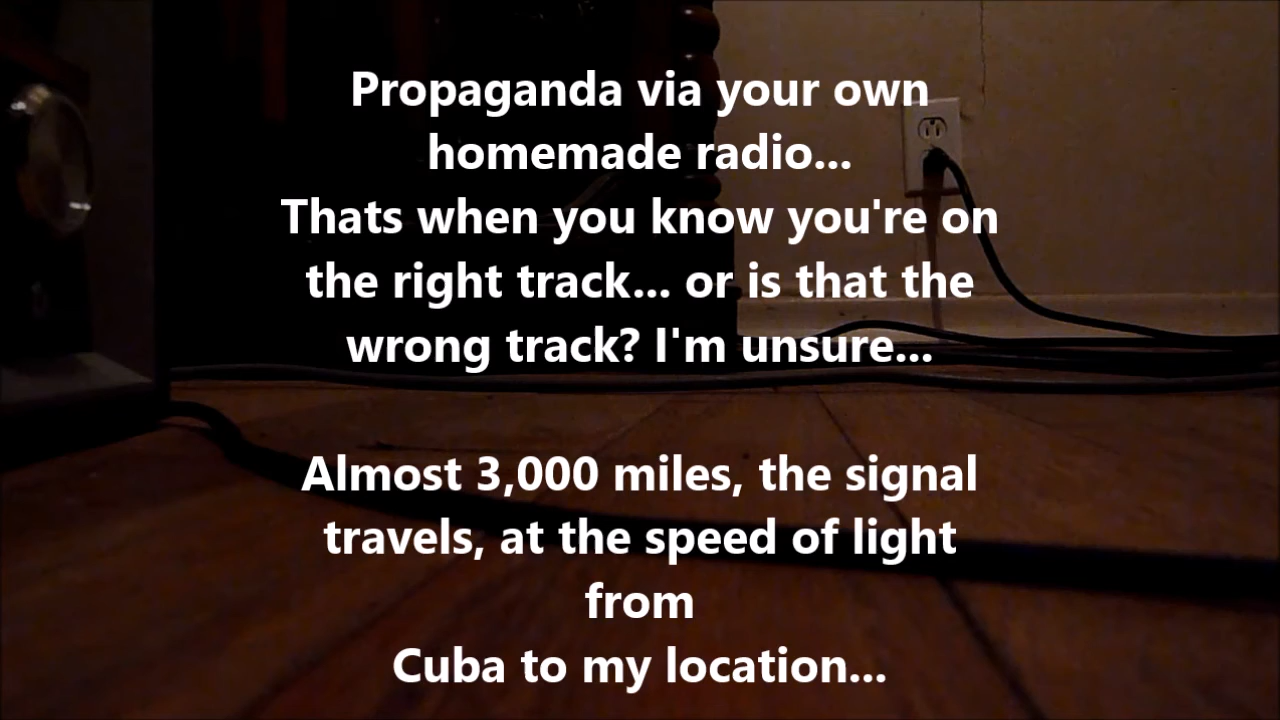 Propaganda via your own
homemade radio...
Thats when you know you're on
the right track... or is that the
wrong track? I'm unsure...
Almost 3,000 miles, the signal
travels, at the speed of light
from
Cuba to my location...